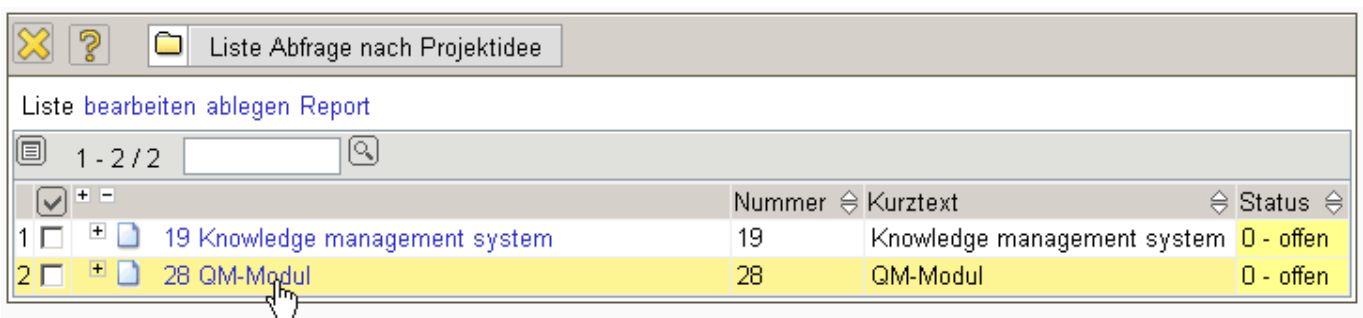 Liste Abfrage nach Projektidee
Liste bearbeiten ablegen Report
1 - 2 / 2
Nummer Kurztext Status
1 19 Knowledge management system 19 Knowledge management system 0 - offen
2 28 QM-Modul 28 QM-Modul 0 - offen